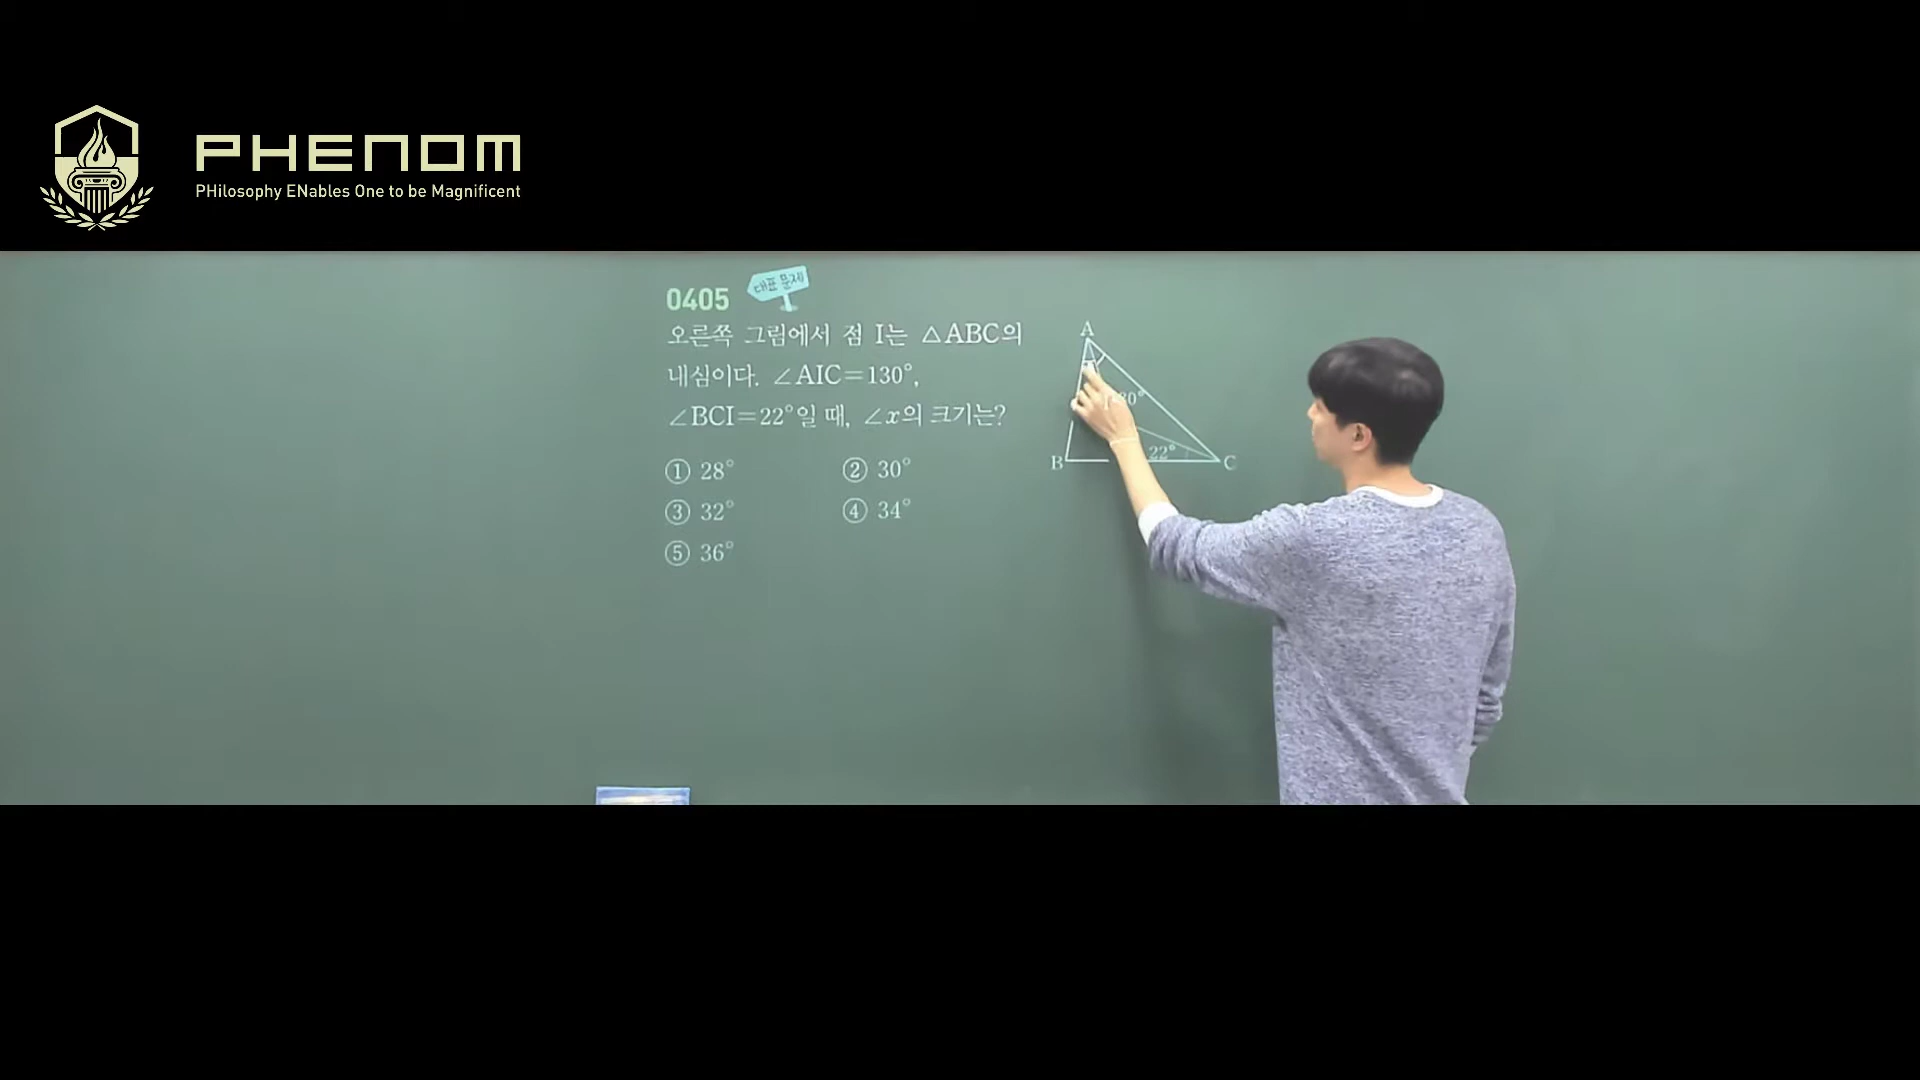 PHENOM
PHilosophy ENables One to be Magnificent
0405 대표 문제
오른쪽 그림에서 점 I는 △ABC의
내심이다. ∠AIC=130°,
∠BCI=22°일 때, ∠x의 크기는?
① 28° ② 30°
③ 32° ④ 34°
⑤ 36°
A
130°
22°
B C